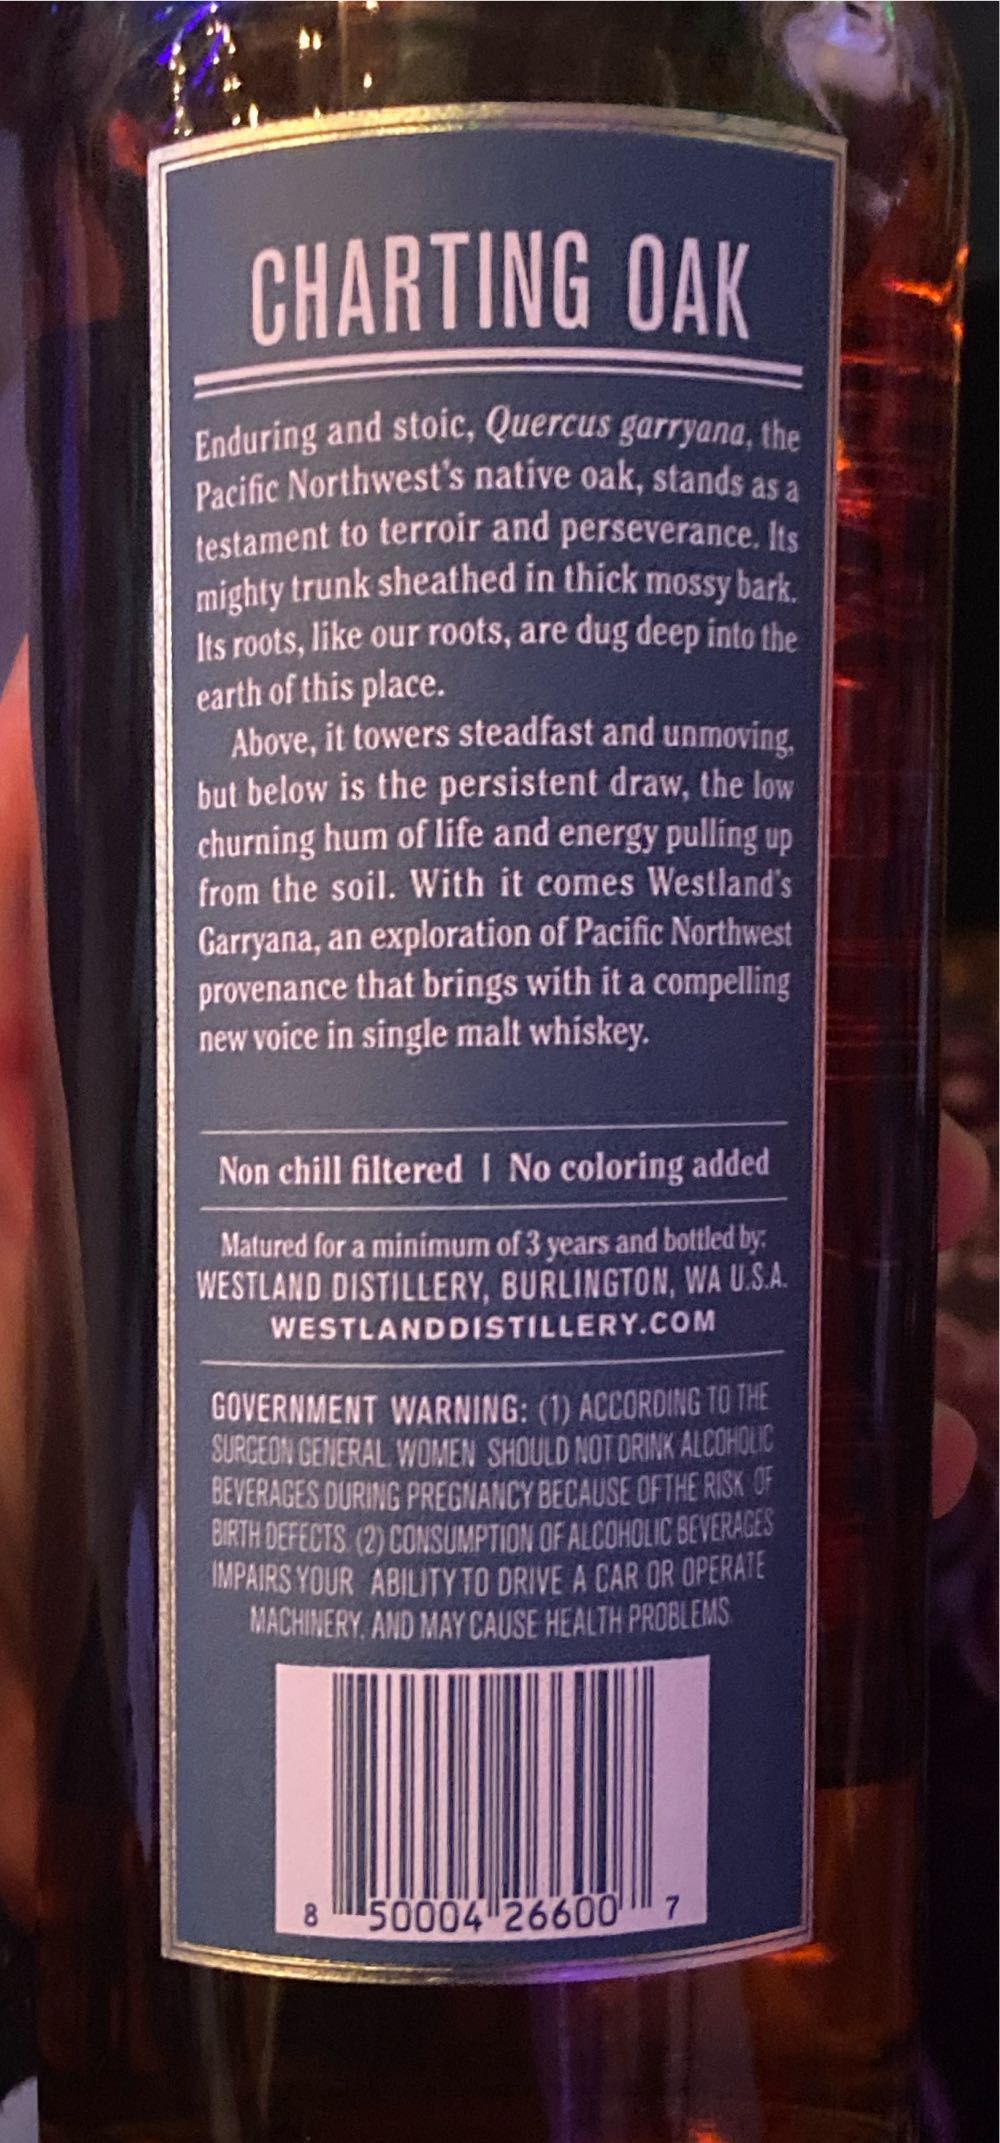 CHARTING OAK
Enduring and stoic, Quercus garryana, the
Pacific Northwest's native oak, stands as a
testament to terroir and perseverance. Its
mighty trunk sheathed in thick mossy bark.
Its roots, like our roots, are dug deep into the
earth of this place.
Above, it towers steadfast and unmoving,
but below is the persistent draw, the low
churning hum of life and energy pulling up
from the soil. With it comes Westland's
Garryana, an exploration of Pacific Northwest
provenance that brings with it a compelling
new voice in single malt whiskey.
Non chill filtered | No coloring added
Matured for a minimum of 3 years and bottled by:
WESTLAND DISTILLERY, BURLINGTON, WA U.S.A.
WESTLANDDISTILLERY.COM
GOVERNMENT WARNING: (1) ACCORDING TO THE
SURGEON GENERAL, WOMEN SHOULD NOT DRINK ALCOHOLIC
BEVERAGES DURING PREGNANCY BECAUSE OF THE RISK OF
BIRTH DEFECTS. (2) CONSUMPTION OF ALCOHOLIC BEVERAGES
IMPAIRS YOUR ABILITY TO DRIVE A CAR OR OPERATE
MACHINERY, AND MAY CAUSE HEALTH PROBLEMS.
8 50004 26600 7